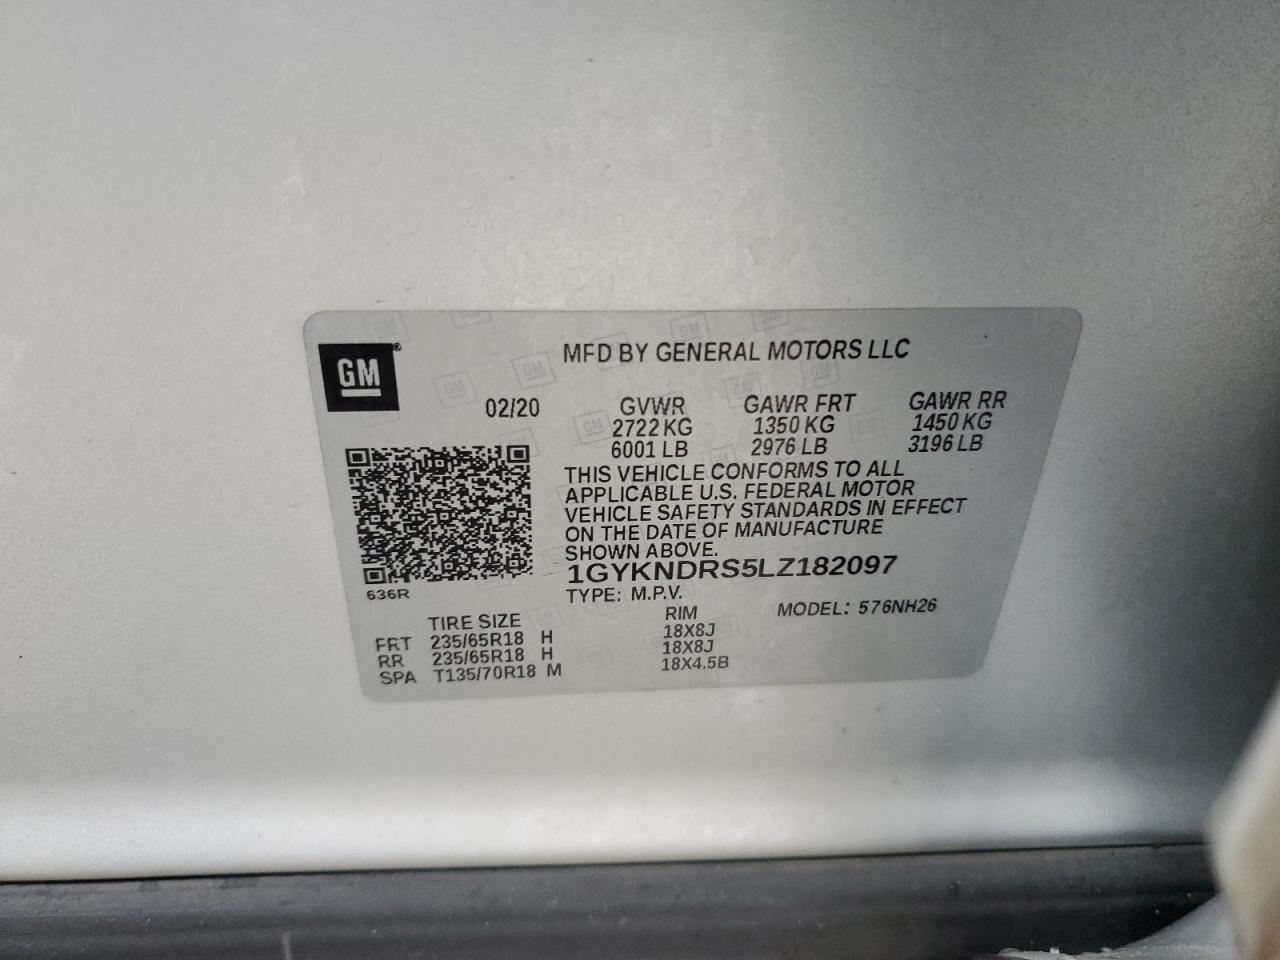 GM®
MFD BY GENERAL MOTORS LLC
02/20 GVWR GAWR FRT GAWR RR
2722 KG 1350 KG 1450 KG
6001 LB 2976 LB 3196 LB
THIS VEHICLE CONFORMS TO ALL
APPLICABLE U.S. FEDERAL MOTOR
VEHICLE SAFETY STANDARDS IN EFFECT
ON THE DATE OF MANUFACTURE
SHOWN ABOVE.
1GYKNDRS5LZ182097
636R
TYPE: M.P.V.
MODEL: 576NH26
TIRE SIZE RIM
FRT 235/65R18 H 18X8J
RR 235/65R18 H 18X8J
SPA T135/70R18 M 18X4.5B